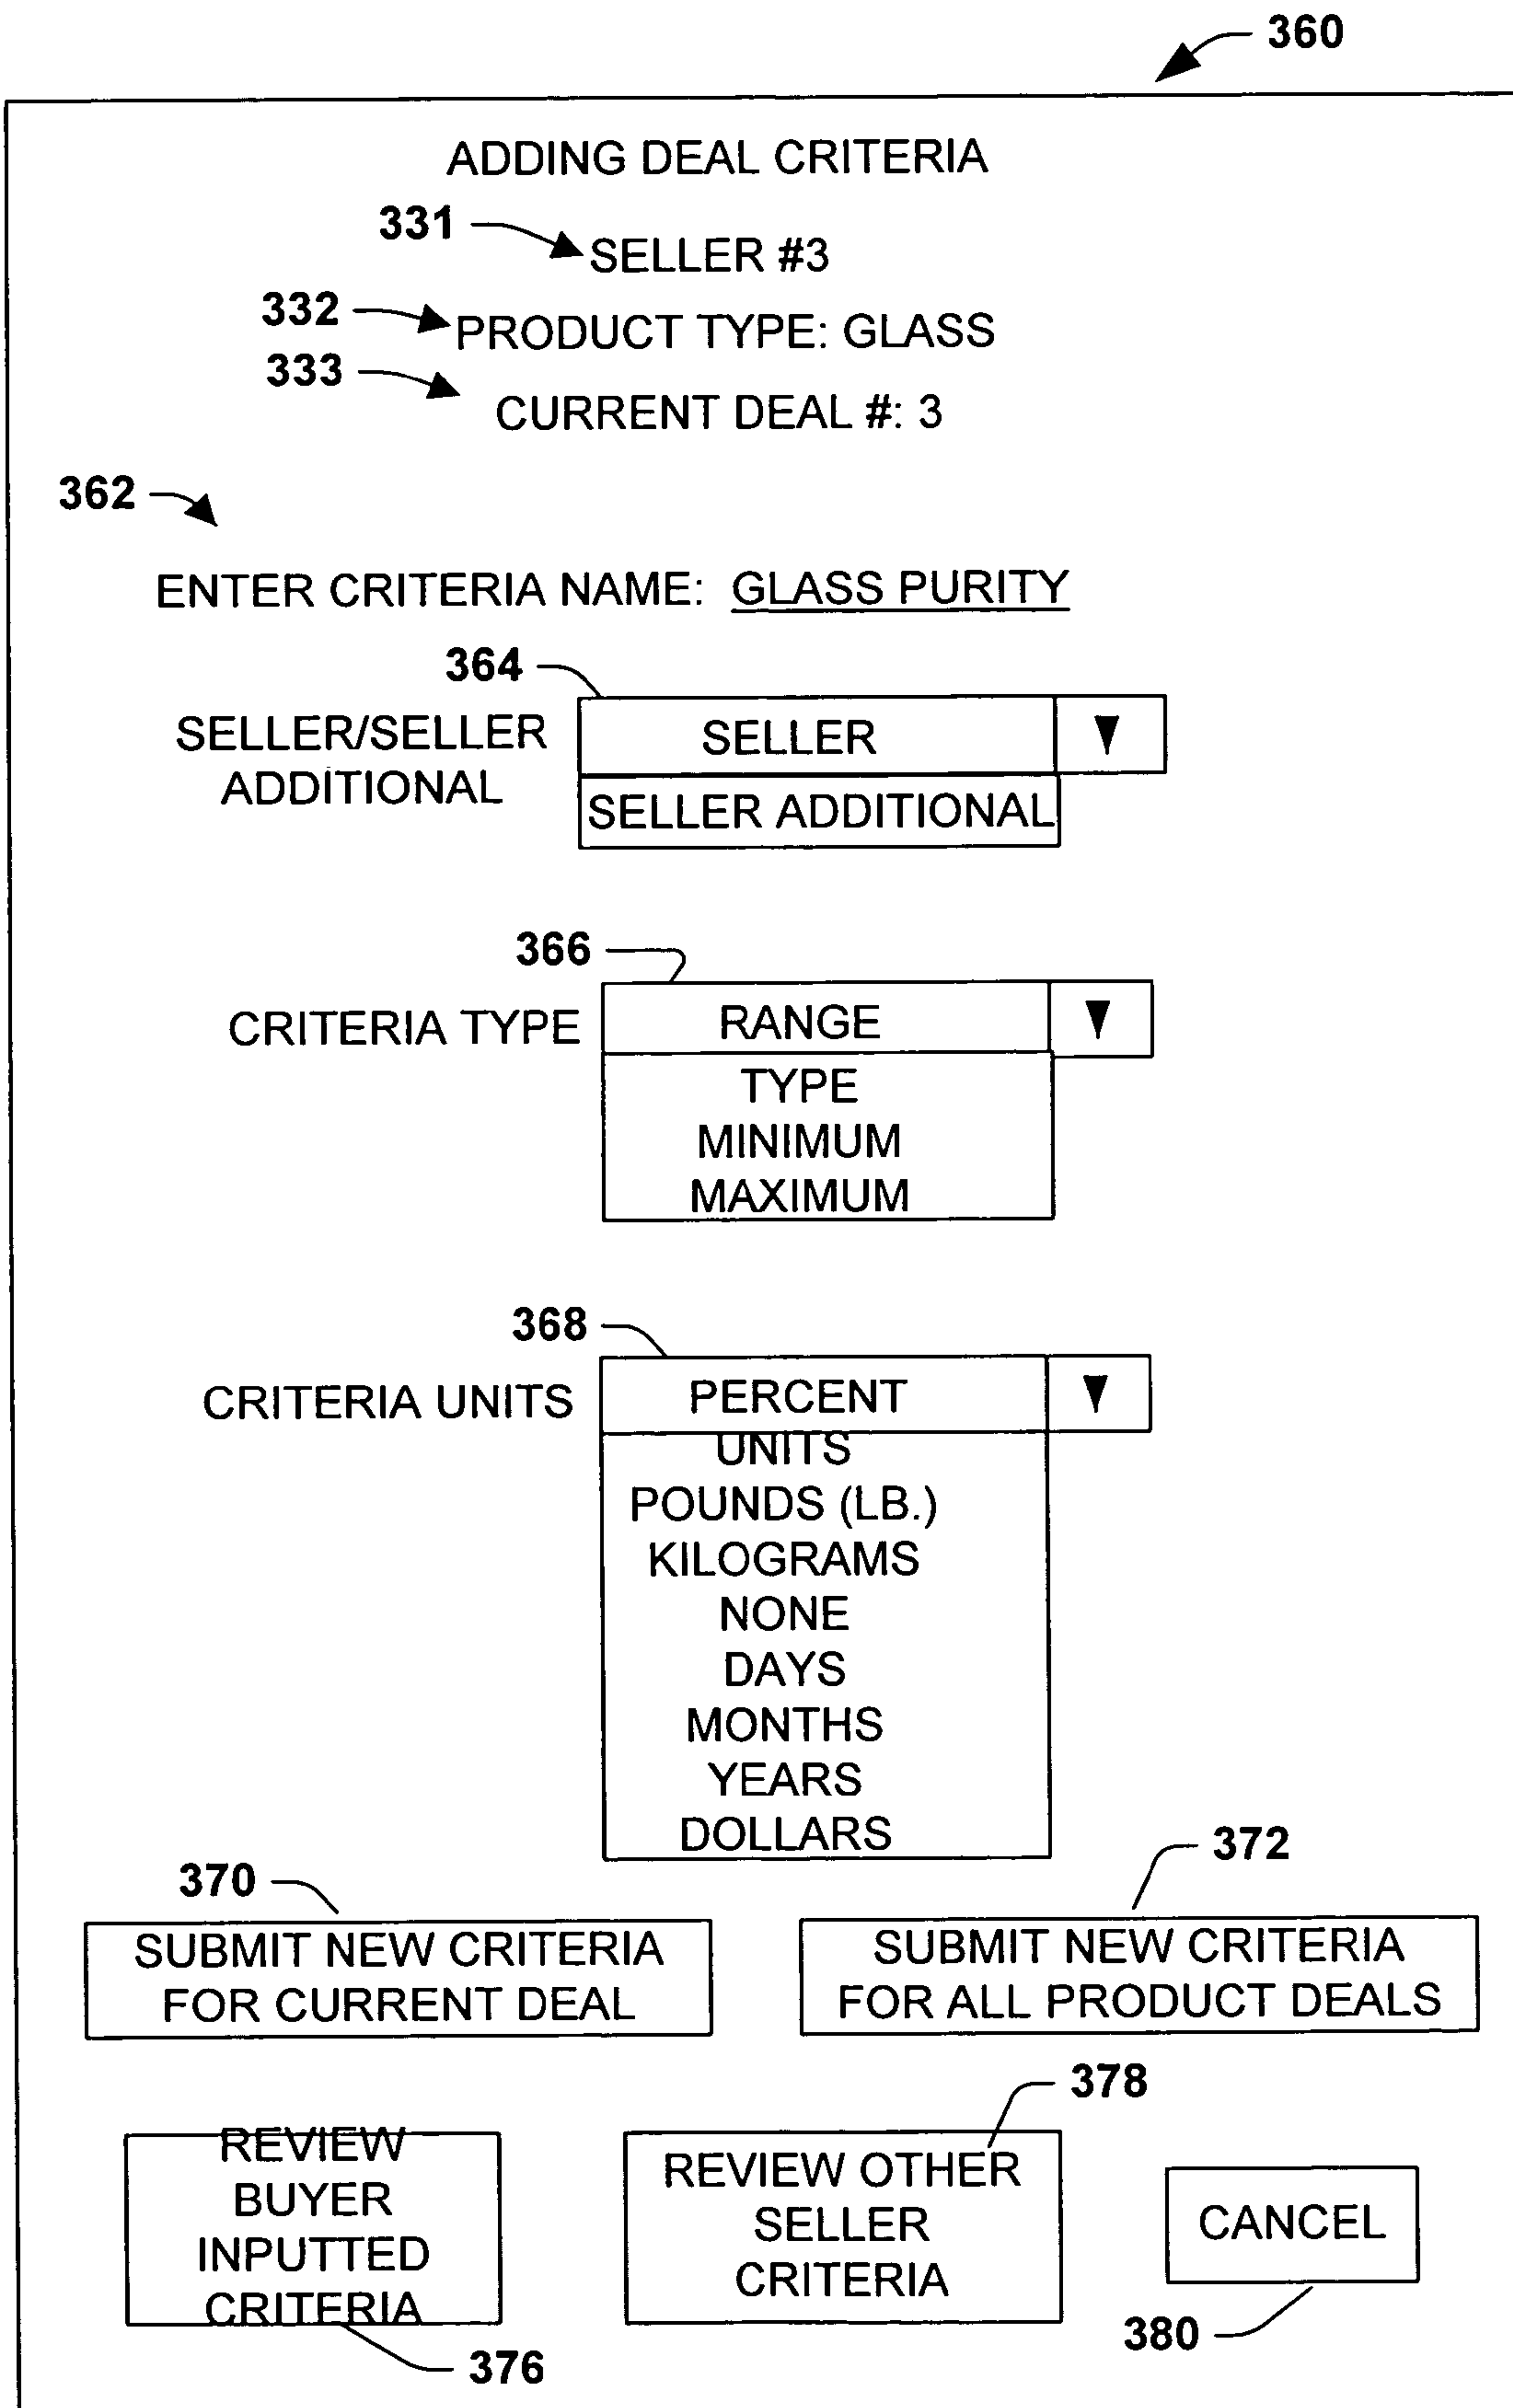 360
ADDING DEAL CRITERIA
331
SELLER #3
332
PRODUCT TYPE: GLASS
333
CURRENT DEAL #: 3
362
ENTER CRITERIA NAME: GLASS PURITY
364
SELLER/SELLER
ADDITIONAL
SELLER
SELLER ADDITIONAL
366
CRITERIA TYPE
RANGE
TYPE
MINIMUM
MAXIMUM
368
CRITERIA UNITS
PERCENT
UNITS
POUNDS (LB.)
KILOGRAMS
NONE
DAYS
MONTHS
YEARS
DOLLARS
370
SUBMIT NEW CRITERIA
FOR CURRENT DEAL
372
SUBMIT NEW CRITERIA
FOR ALL PRODUCT DEALS
REVIEW
BUYER
INPUTTED
CRITERIA
376
378
REVIEW OTHER
SELLER
CRITERIA
CANCEL
380